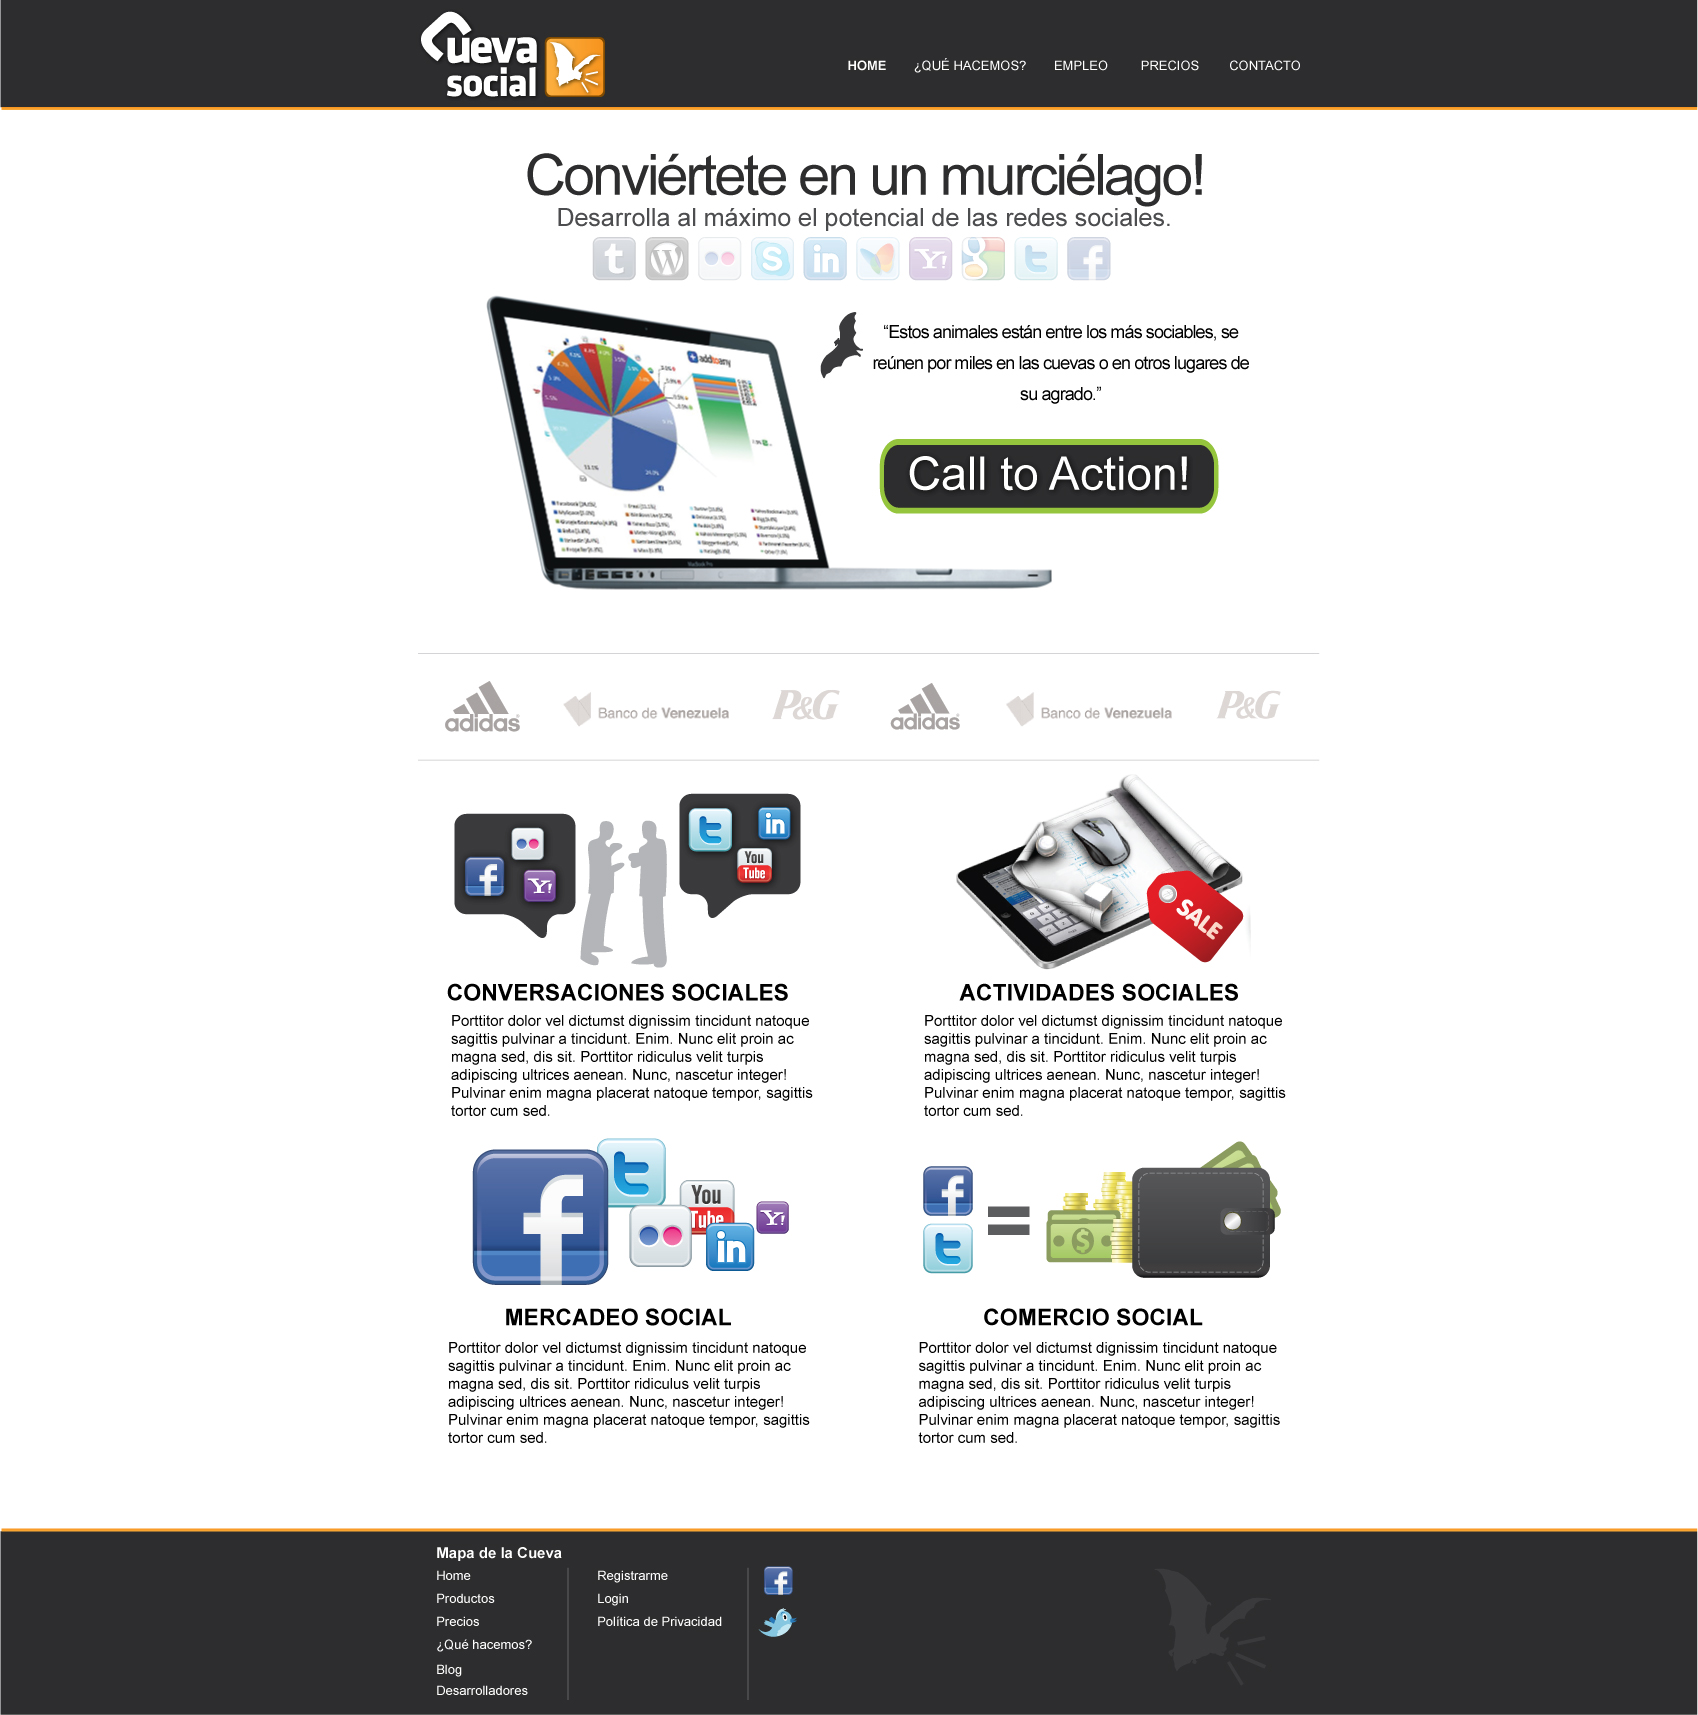 Cueva
social
HOME ¿QUÉ HACEMOS? EMPLEO PRECIOS CONTACTO
Conviértete en un murciélago!
Desarrolla al máximo el potencial de las redes sociales.
“Estos animales están entre los más sociables, se
reúnen por miles en las cuevas o en otros lugares de
su agrado.”
addtoany
Call to Action!
MacBook Pro
adidas Banco de Venezuela P&G adidas Banco de Venezuela P&G
You
Tube
SALE
CONVERSACIONES SOCIALES
Porttitor dolor vel dictumst dignissim tincidunt natoque
sagittis pulvinar a tincidunt. Enim. Nunc elit proin ac
magna sed, dis sit. Porttitor ridiculus velit turpis
adipiscing ultrices aenean. Nunc, nascetur integer!
Pulvinar enim magna placerat natoque tempor, sagittis
tortor cum sed.
ACTIVIDADES SOCIALES
Porttitor dolor vel dictumst dignissim tincidunt natoque
sagittis pulvinar a tincidunt. Enim. Nunc elit proin ac
magna sed, dis sit. Porttitor ridiculus velit turpis
adipiscing ultrices aenean. Nunc, nascetur integer!
Pulvinar enim magna placerat natoque tempor, sagittis
tortor cum sed.
You
Tube
MERCADEO SOCIAL
Porttitor dolor vel dictumst dignissim tincidunt natoque
sagittis pulvinar a tincidunt. Enim. Nunc elit proin ac
magna sed, dis sit. Porttitor ridiculus velit turpis
adipiscing ultrices aenean. Nunc, nascetur integer!
Pulvinar enim magna placerat natoque tempor, sagittis
tortor cum sed.
COMERCIO SOCIAL
Porttitor dolor vel dictumst dignissim tincidunt natoque
sagittis pulvinar a tincidunt. Enim. Nunc elit proin ac
magna sed, dis sit. Porttitor ridiculus velit turpis
adipiscing ultrices aenean. Nunc, nascetur integer!
Pulvinar enim magna placerat natoque tempor, sagittis
tortor cum sed.
Mapa de la Cueva
Home
Productos
Precios
¿Qué hacemos?
Blog
Desarrolladores
Registrarme
Login
Política de Privacidad